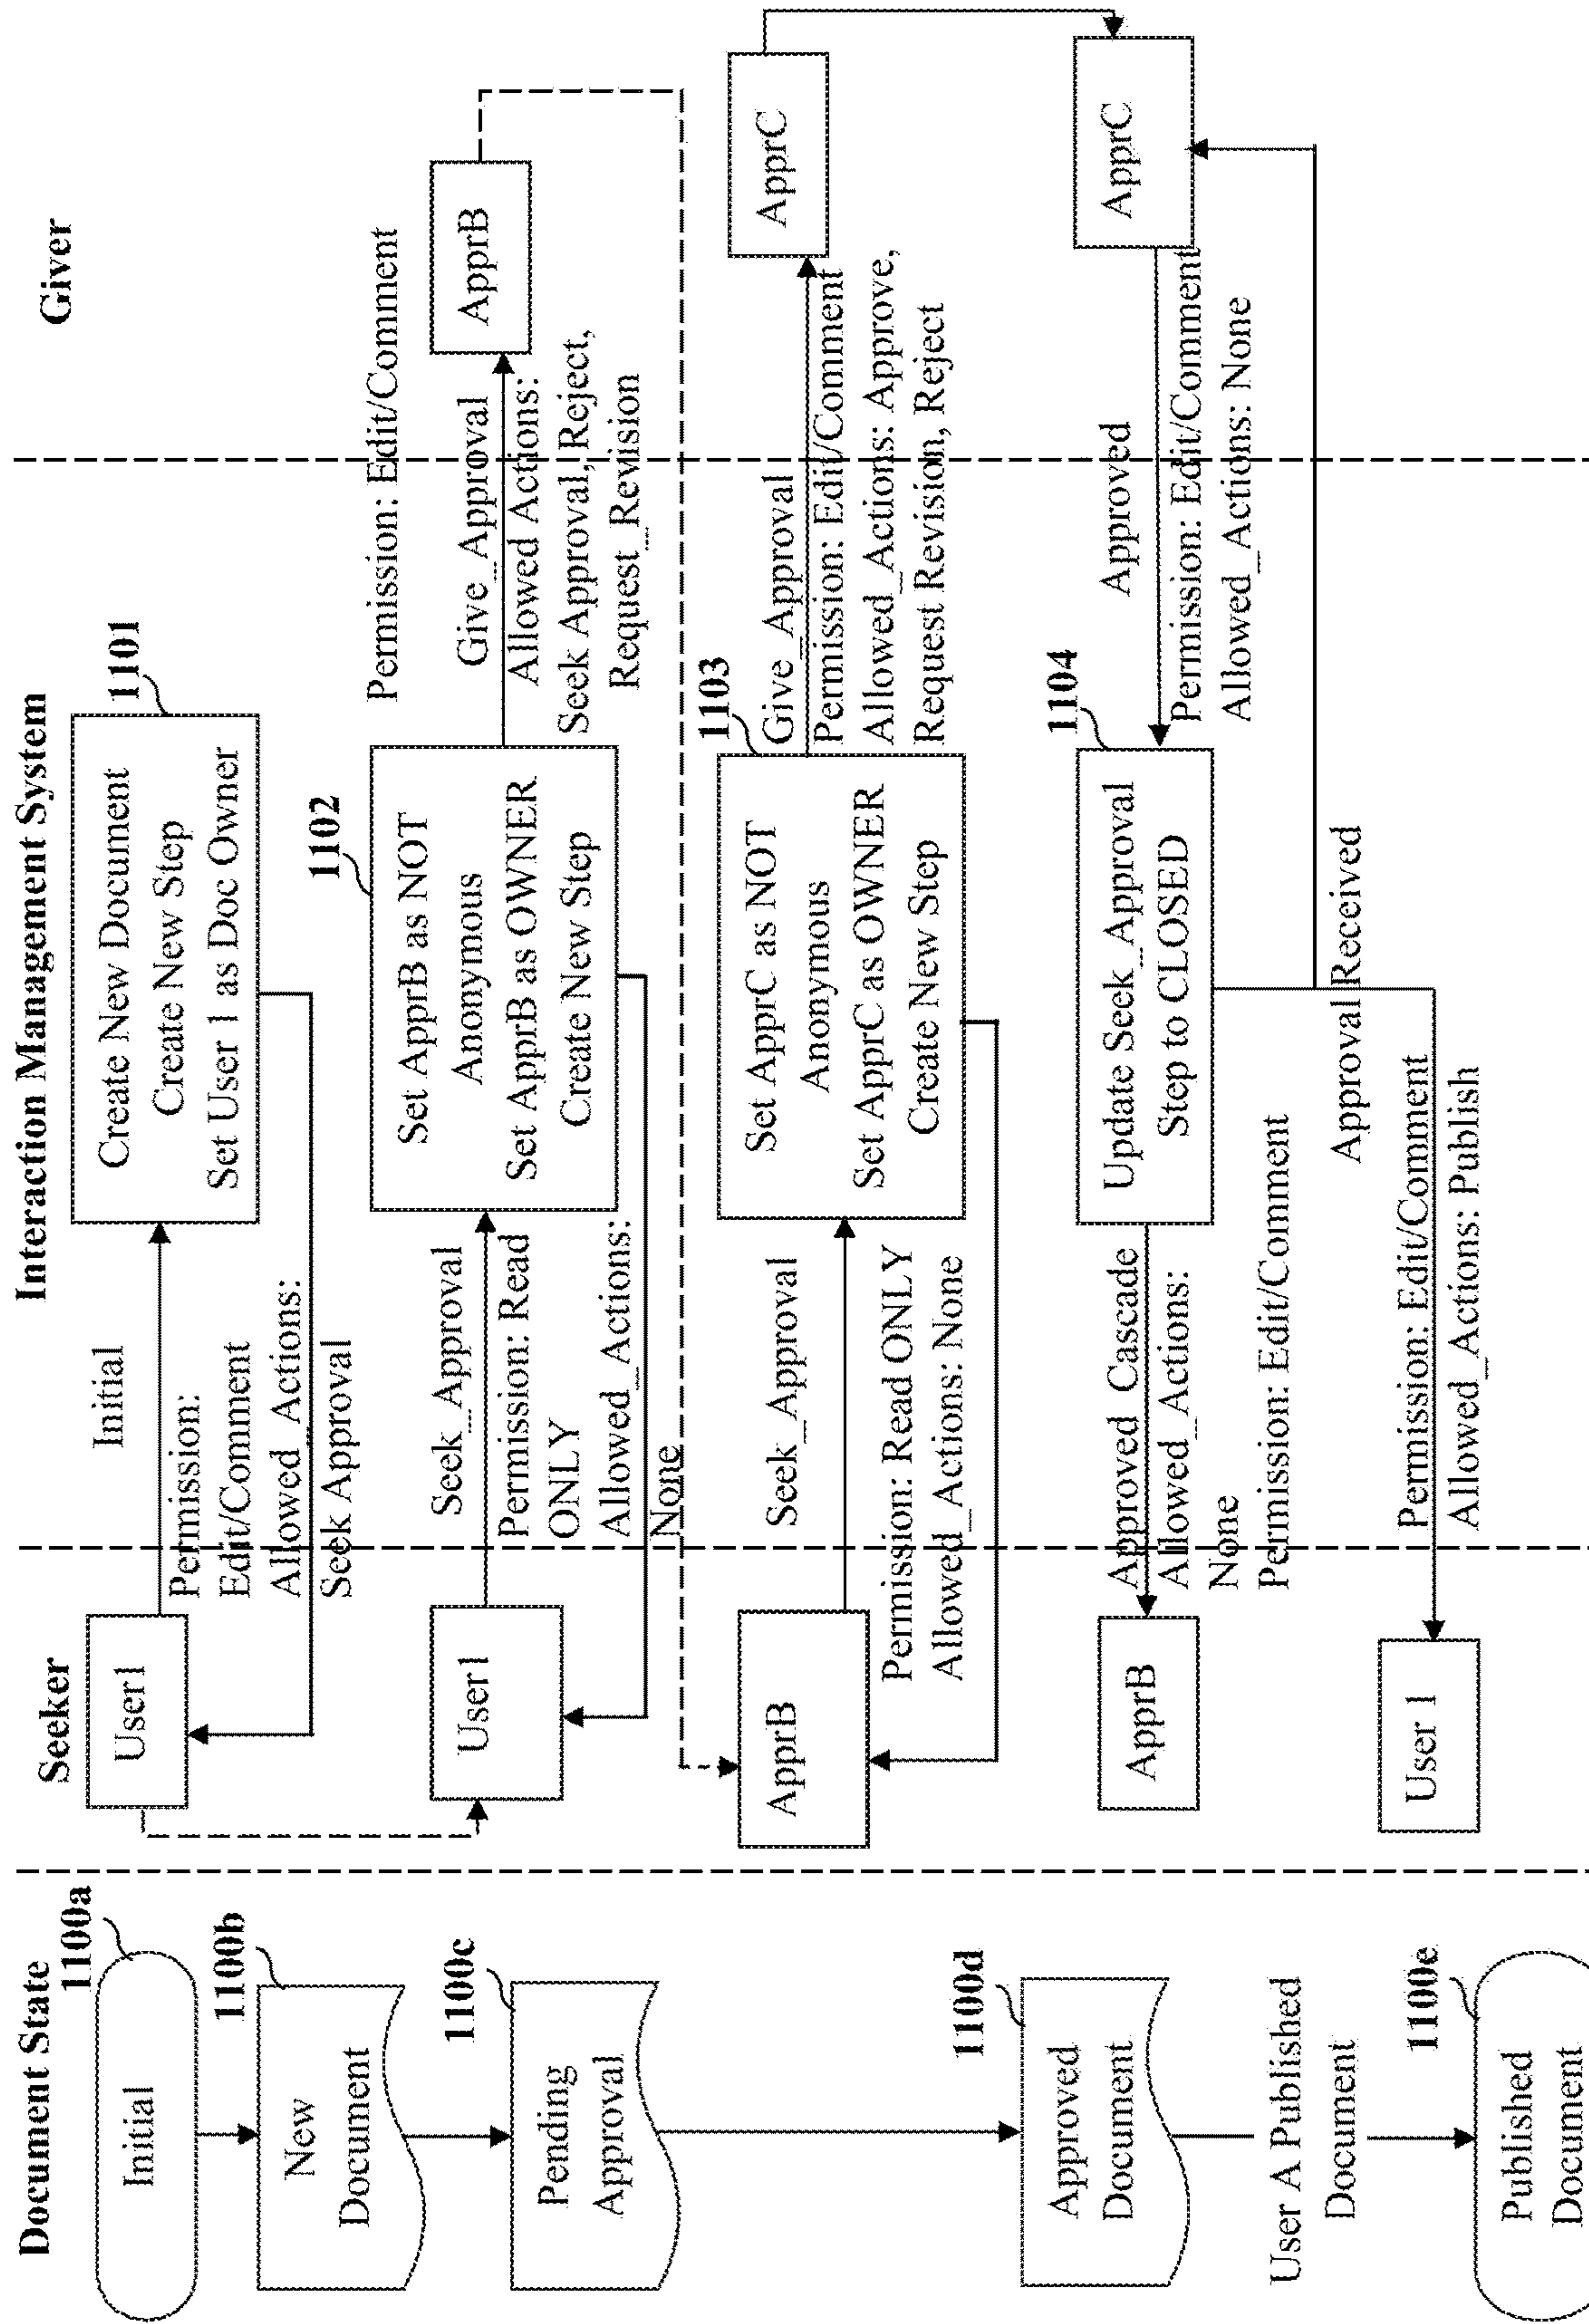 Document State
Seeker
Interaction Management System
Giver
1100a
Initial
1100b
New
Document
1100c
Pending
Approval
1100d
Approved
Document
User A Published
Document
1100e
Published
Document
User1
Initial
Permission:
Edit/Comment
Allowed_Actions:
Seek Approval
1101
Create New Document
Create New Step
Set User 1 as Doc Owner
User1
Seek_Approval
Permission: Read
ONLY
Allowed_Actions:
None
1102
Set ApprB as NOT
Anonymous
Set ApprB as OWNER
Create New Step
Permission: Edit/Comment
Give_Approval
Allowed Actions:
Seek Approval, Reject,
Request_Revision
ApprB
ApprB
Seek_Approval
Permission: Read ONLY
Allowed_Actions: None
1103
Set ApprC as NOT
Anonymous
Set ApprC as OWNER
Create New Step
Give_Approval
Permission: Edit/Comment
Allowed_Actions: Approve,
Request Revision, Reject
ApprC
ApprB
Approved_Cascade
Allowed_Actions:
None
Permission: Edit/Comment
1104
Update Seek_Approval
Step to CLOSED
Approved
Permission: Edit/Comment
Allowed_Actions: None
ApprC
Approval Received
User 1
Permission: Edit/Comment
Allowed_Actions: Publish